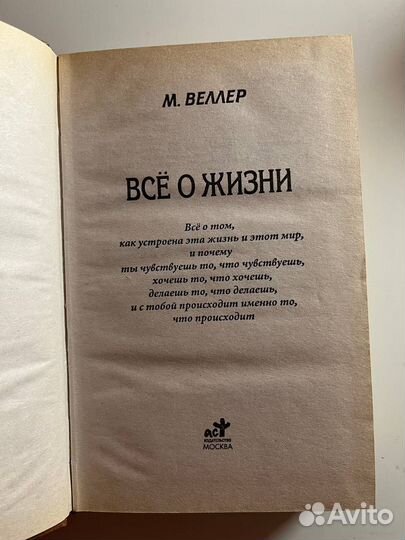 М. ВЕЛЛЕР
ВСЁ О ЖИЗНИ
Всё о том,
как устроена эта жизнь и этот мир,
и почему
ты чувствуешь то, что чувствуешь,
хочешь то, что хочешь,
делаешь то, что делаешь,
и с тобой происходит именно то,
что происходит
аст
ИЗДАТЕЛЬСТВО
МОСКВА
Avito